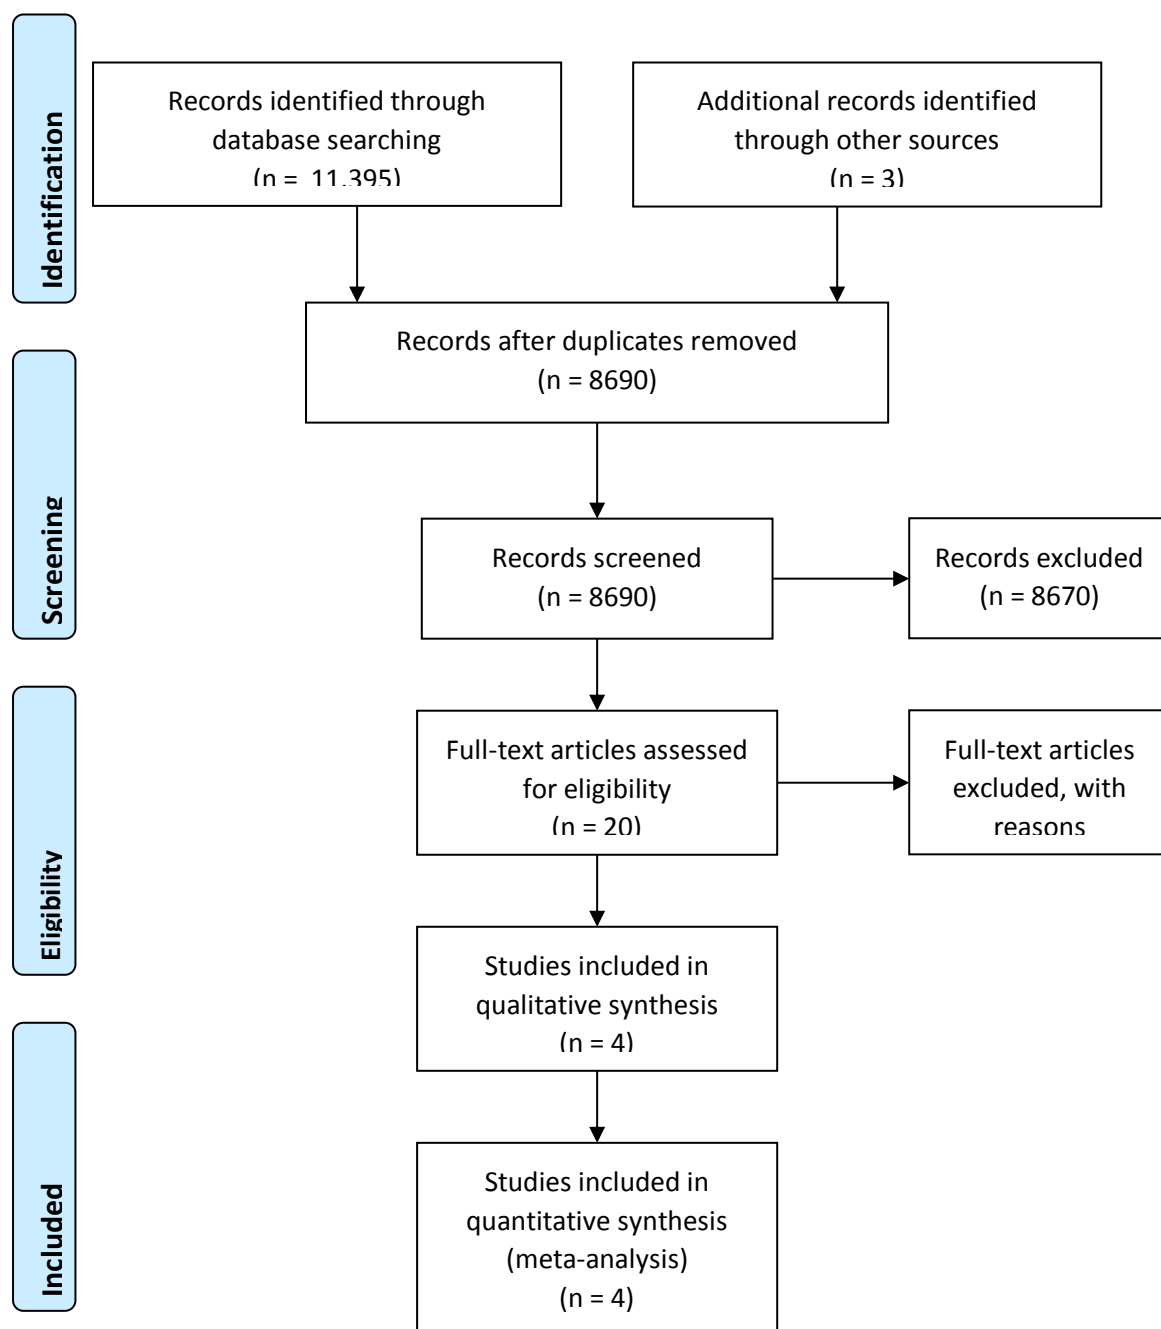 Identification
Records identified through
database searching
(n = 11.395)
Additional records identified
through other sources
(n = 3)
Records after duplicates removed
(n = 8690)
Screening
Records screened
(n = 8690)
Records excluded
(n = 8670)
Eligibility
Full-text articles assessed
for eligibility
(n = 20)
Full-text articles
excluded, with
reasons
Studies included in
qualitative synthesis
(n = 4)
Included
Studies included in
quantitative synthesis
(meta-analysis)
(n = 4)